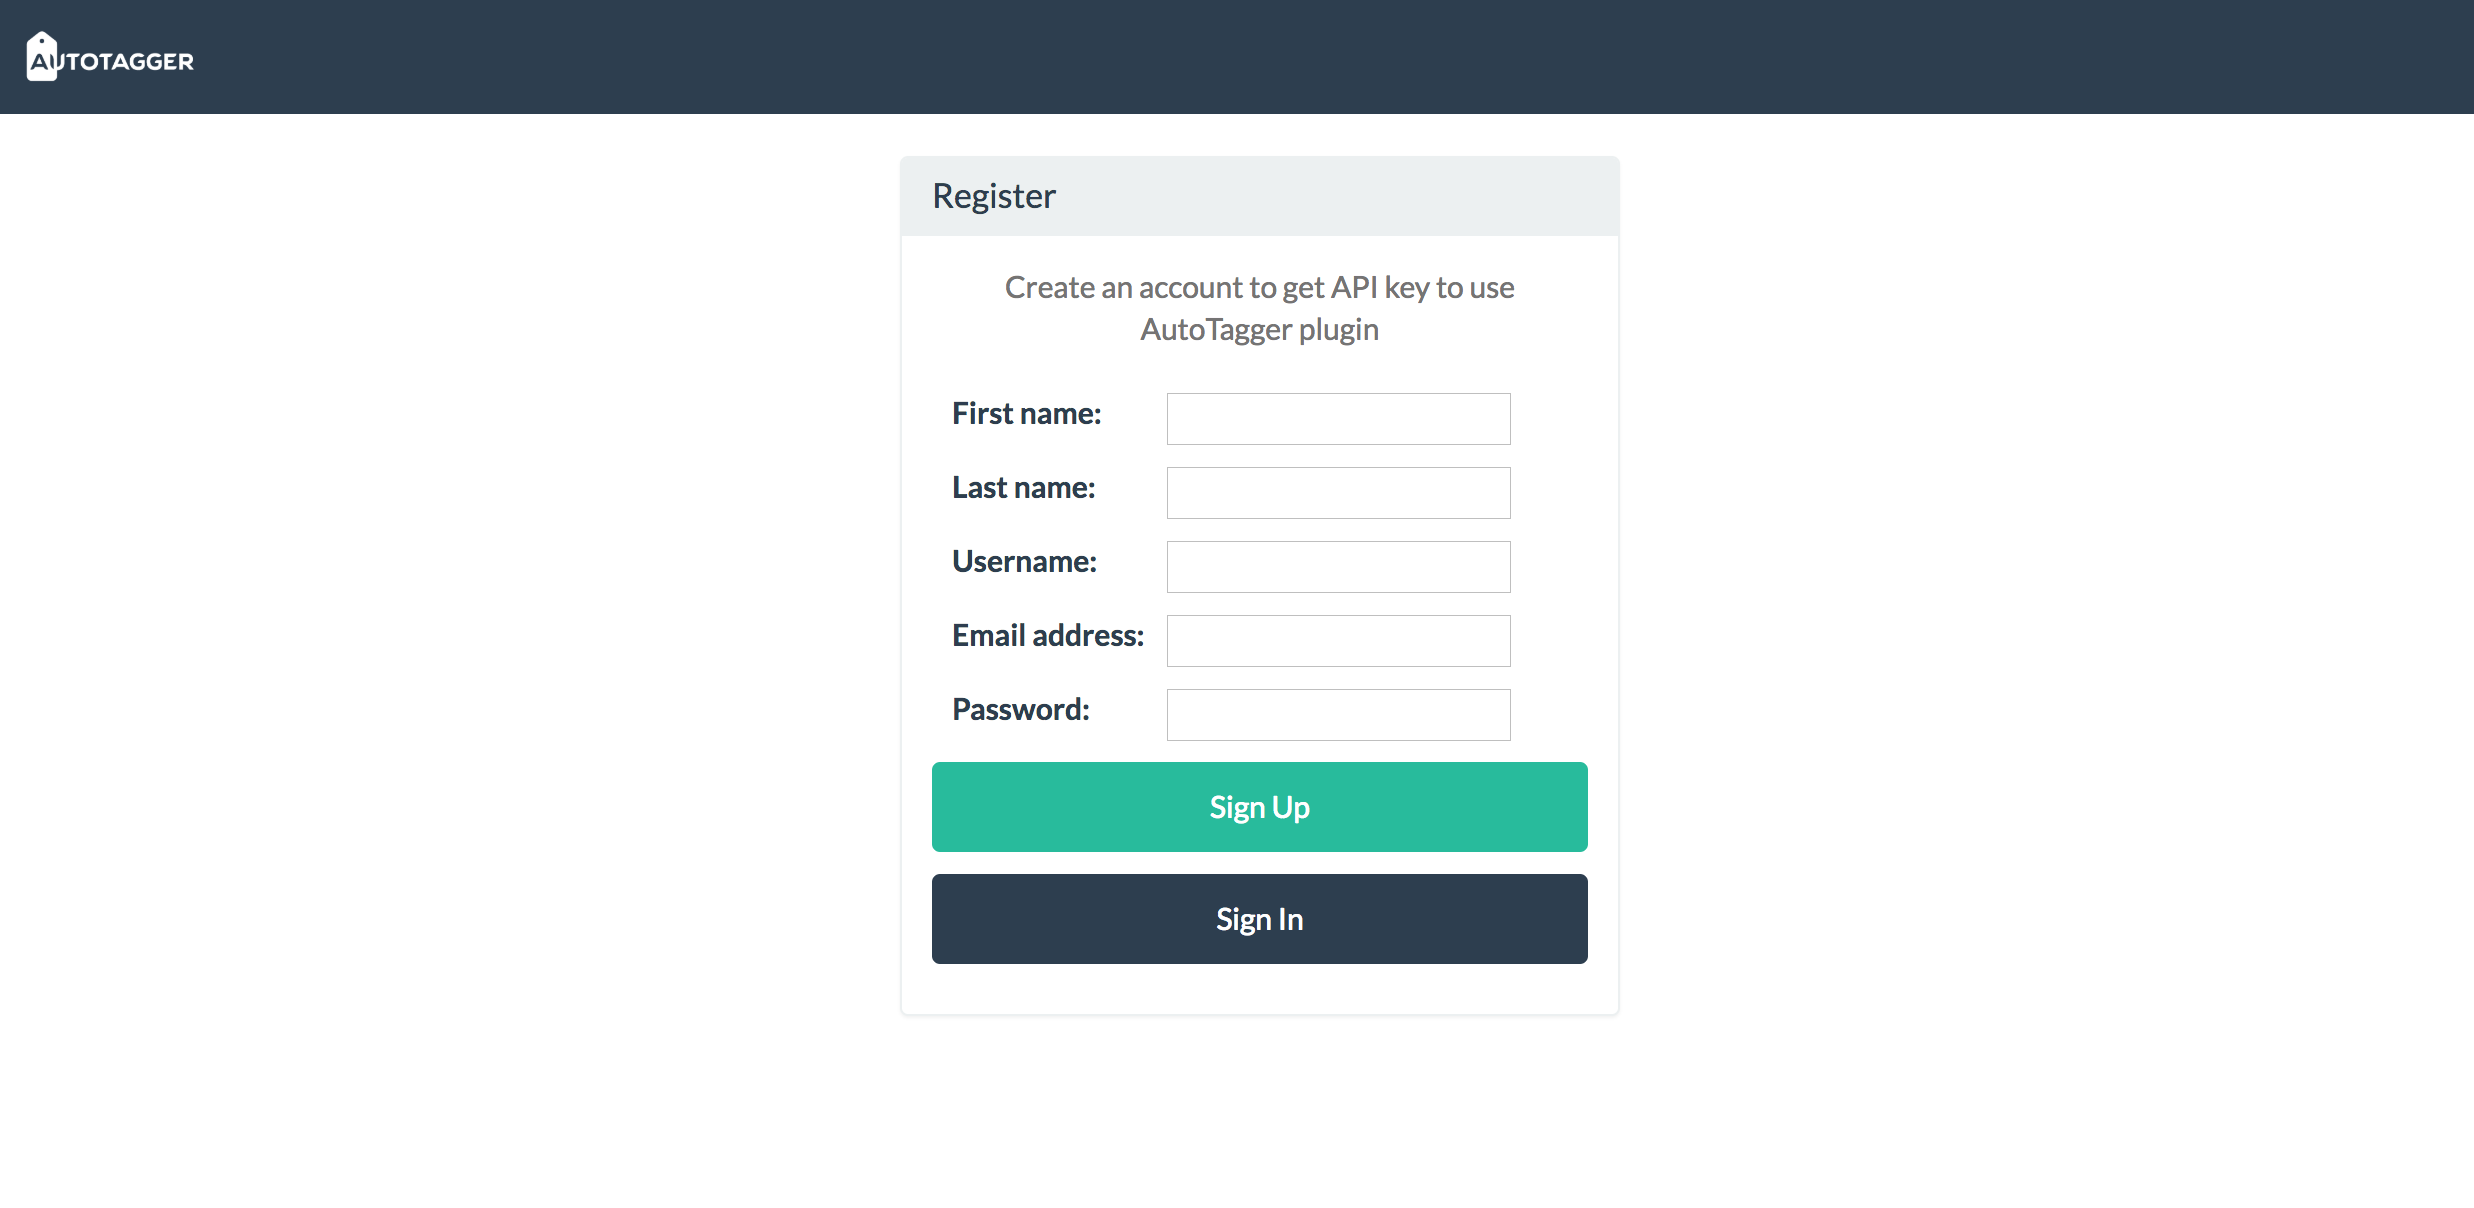 AUTOTAGGER
Register
Create an account to get API key to use
AutoTagger plugin
First name:
Last name:
Username:
Email address:
Password:
Sign Up
Sign In